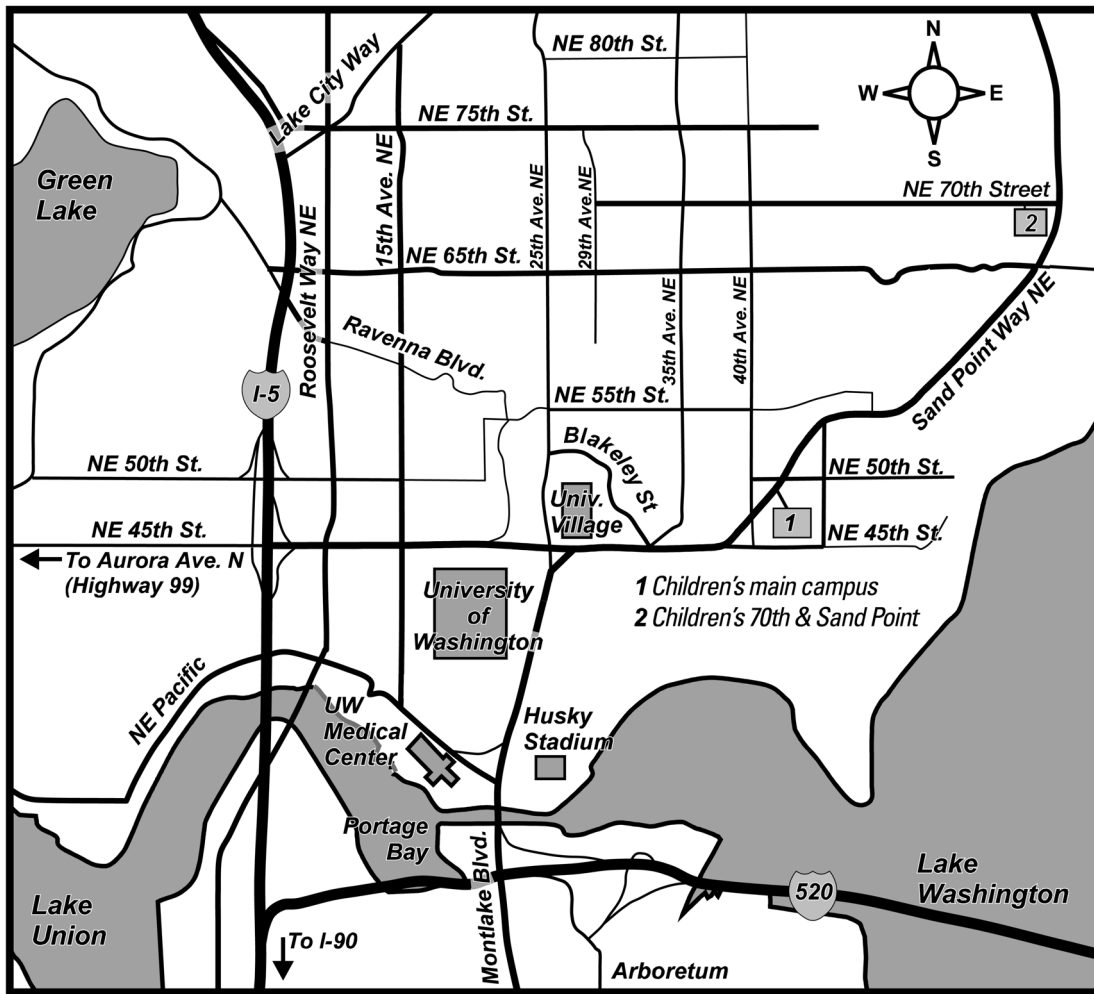 NE 80th St.
N
W
E
S
Lake City Way
NE 75th St.
15th Ave. NE
25th Ave. NE
29th Ave.NE
NE 70th Street
2
Green
Lake
Roosevelt Way NE
NE 65th St.
35th Ave. NE
40th Ave. NE
Sand Point Way NE
Ravenna Blvd.
I-5
NE 55th St.
Blakeley St
NE 50th St.
NE 50th St.
Univ.
Village
1
NE 45th St.
NE 45th St.
To Aurora Ave. N
(Highway 99)
University
of
Washington
1 Children's main campus
2 Children's 70th & Sand Point
NE Pacific
UW
Medical
Center
Husky
Stadium
Portage
Bay
Montlake Blvd.
520
Lake
Washington
Lake
Union
To I-90
Arboretum